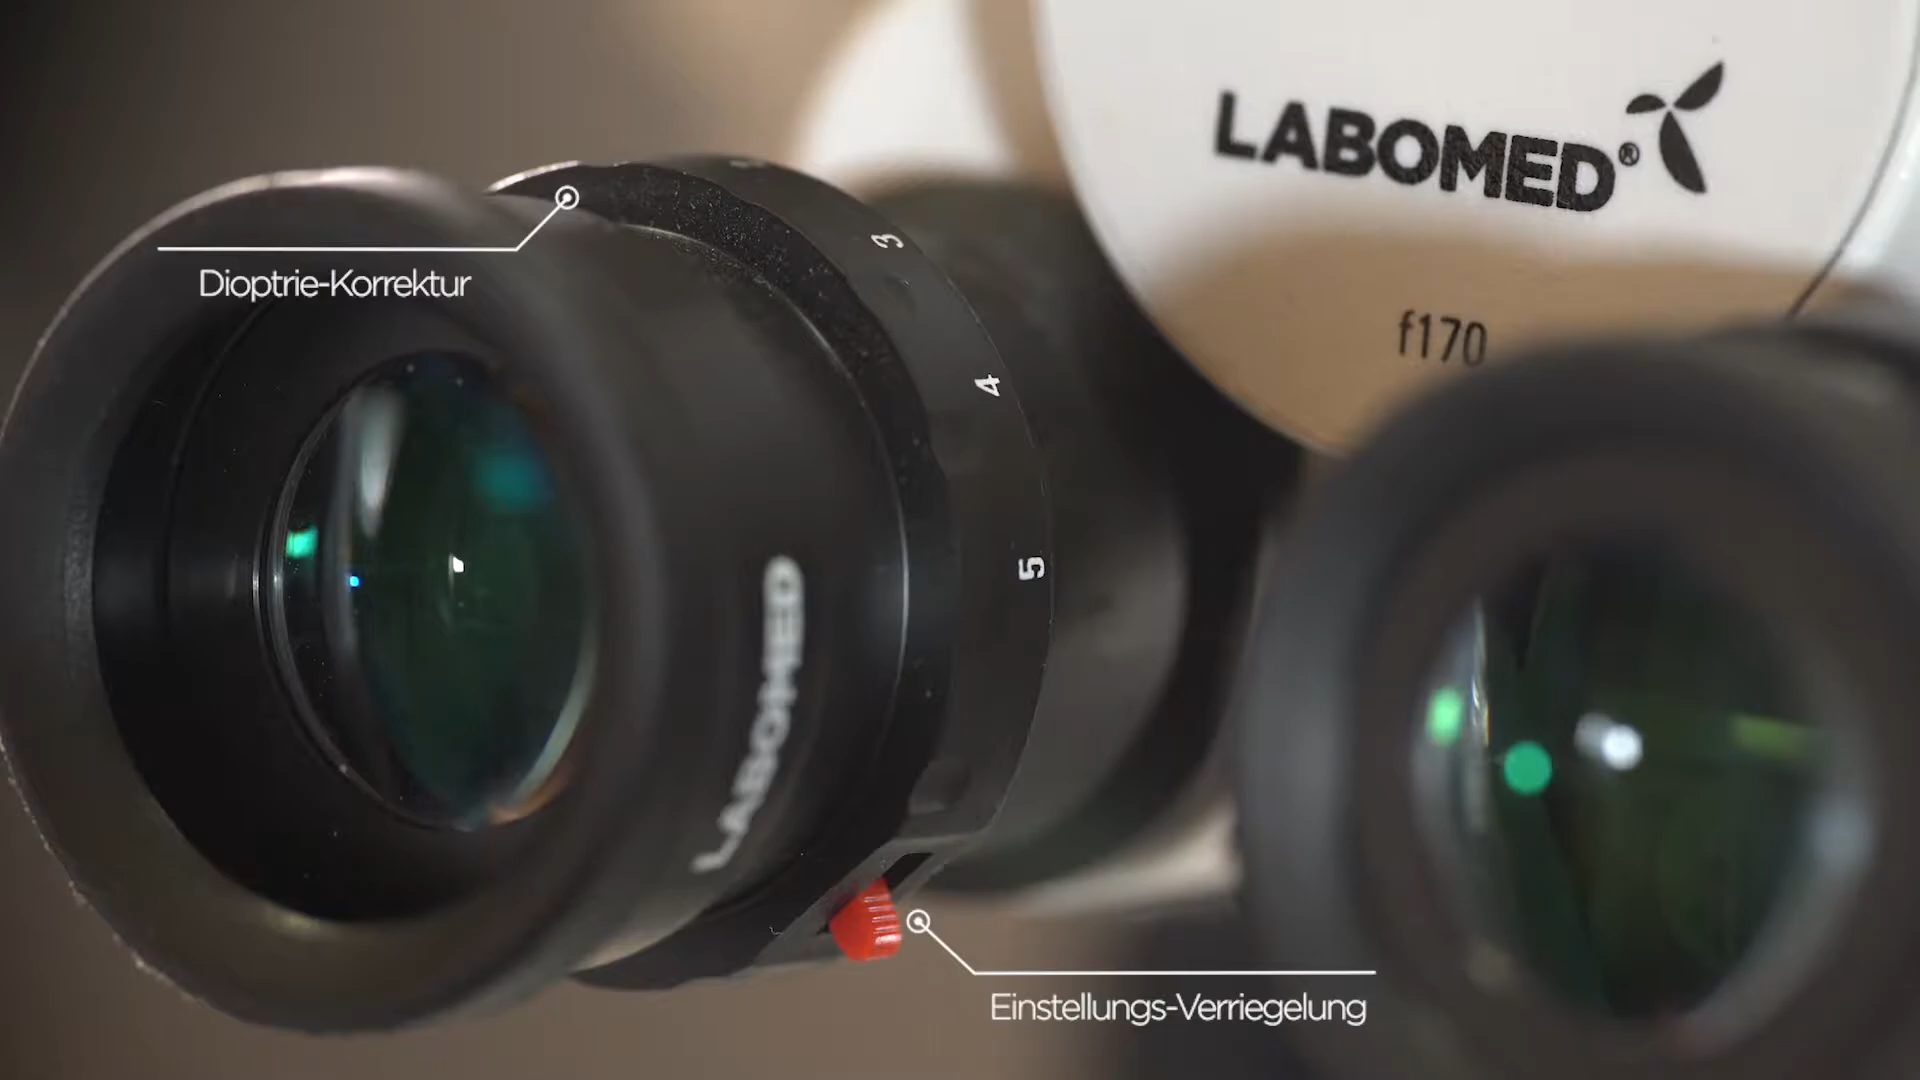 LABOMED®
Dioptrie-Korrektur
3
f170
4
5
LABOMED
Einstellungs-Verriegelung